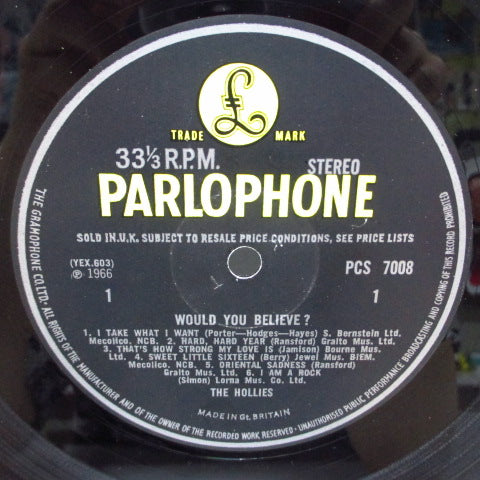 £
TRADE MARK
33⅓ R.P.M. STEREO
PARLOPHONE
SOLD IN U.K. SUBJECT TO RESALE PRICE CONDITIONS, SEE PRICE LISTS
(YEX.603) PCS 7008
℗ 1966
1 1
WOULD YOU BELIEVE?
1. I TAKE WHAT I WANT (Porter—Hodges—Hayes) S. Bernstein Ltd.
Mecolico, NCB. 2. HARD, HARD YEAR (Ransford) Gralto Mus. Ltd.
3. THAT'S HOW STRONG MY LOVE IS (Jamison) Bourne Mus.
Ltd. 4. SWEET LITTLE SIXTEEN (Berry) Jewel Mus. BIEM,
Mecolico, NCB. 5. ORIENTAL SADNESS (Ransford)
Gralto Mus. Ltd. 6. I AM A ROCK
(Simon) Lorna Mus. Co. Ltd.
THE HOLLIES
MADE IN GT. BRITAIN
THE GRAMOPHONE CO. LTD. ALL RIGHTS OF THE MANUFACTURER AND OF THE OWNER OF THE RECORDED WORK RESERVED · UNAUTHORISED PUBLIC PERFORMANCE BROADCASTING AND COPYING OF THIS RECORD PROHIBITED